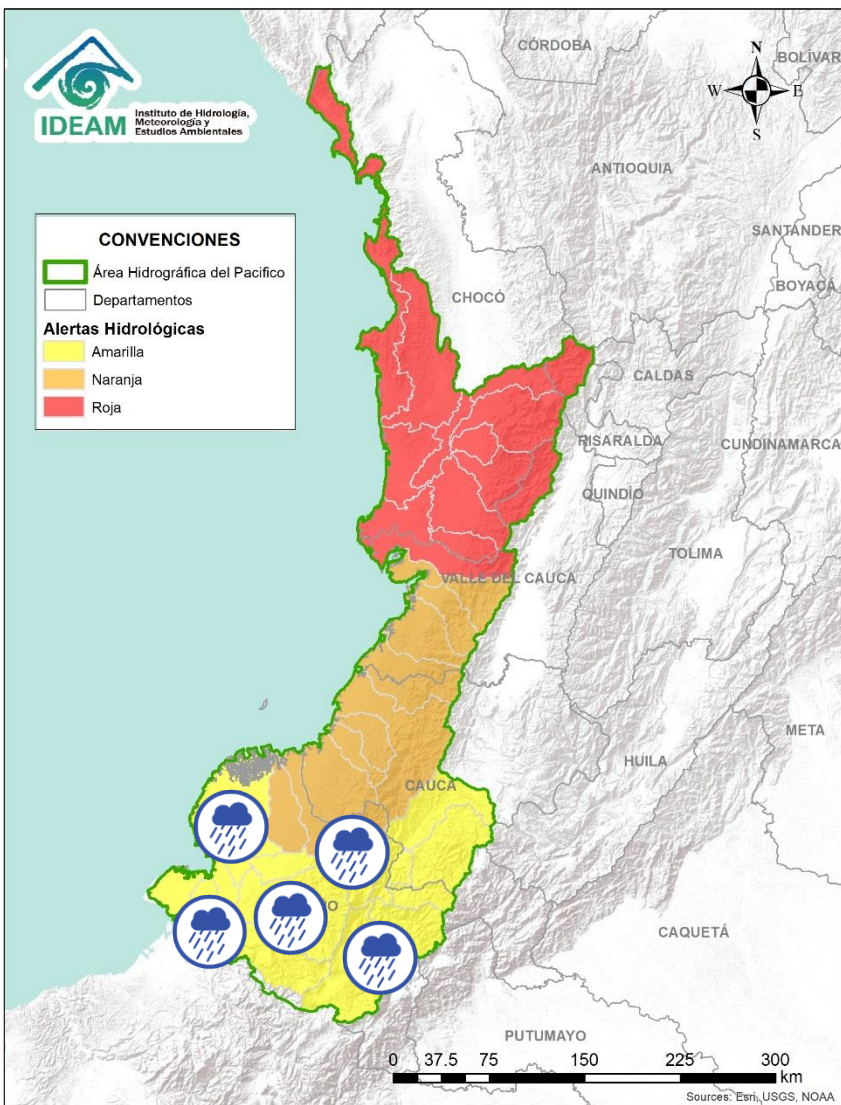 IDEAM
Instituto de Hidrología,
Meteorología y
Estudios Ambientales
CÓRDOBA
BOLÍVAR
N
W
E
S
ANTIOQUIA
SANTANDER
BOYACÁ
CONVENCIONES
Área Hidrográfica del Pacifico
Departamentos
Alertas Hidrológicas
Amarilla
Naranja
Roja
CHOCÓ
CALDAS
RISARALDA
CUNDINAMARCA
QUINDÍO
TOLIMA
VALLE DEL CAUCA
META
HUILA
CAUCA
CAQUETÁ
PUTUMAYO
0 37.5 75 150 225 300
km
Sources: Esri, USGS, NOAA